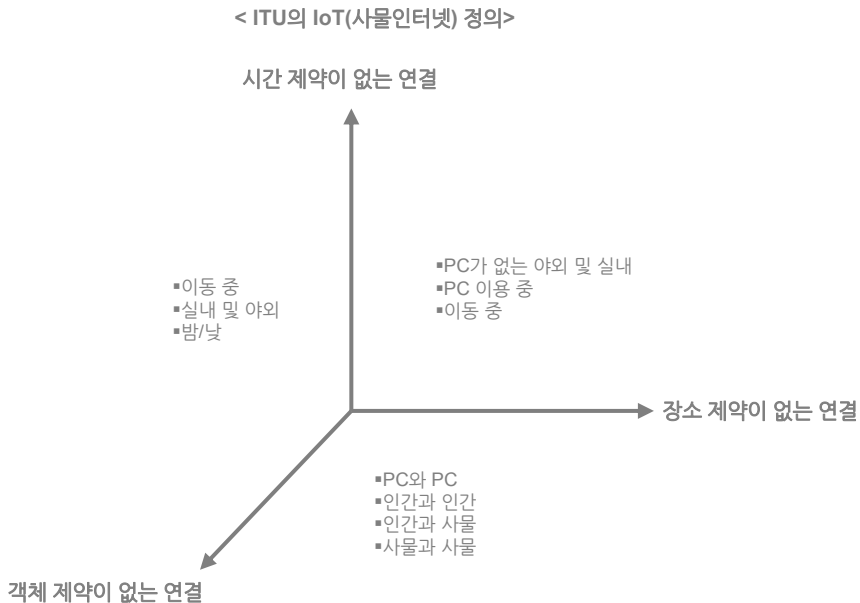 < ITU의 IoT(사물인터넷) 정의>
시간 제약이 없는 연결
▪이동 중
▪실내 및 야외
▪밤/낮
▪PC가 없는 야외 및 실내
▪PC 이용 중
▪이동 중
장소 제약이 없는 연결
▪PC와 PC
▪인간과 인간
▪인간과 사물
▪사물과 사물
객체 제약이 없는 연결